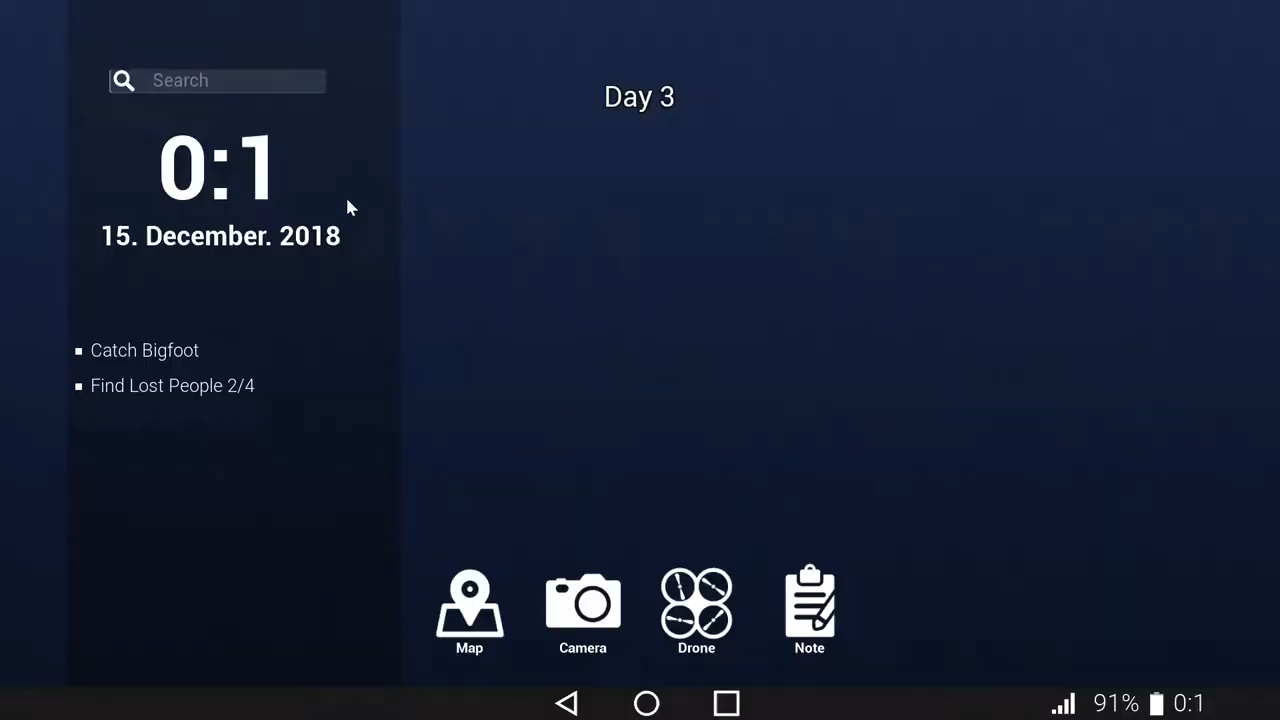 Search
Day 3
0:1
15. December. 2018
Catch Bigfoot
Find Lost People 2/4
Map
Camera
Drone
Note
91%
0:1